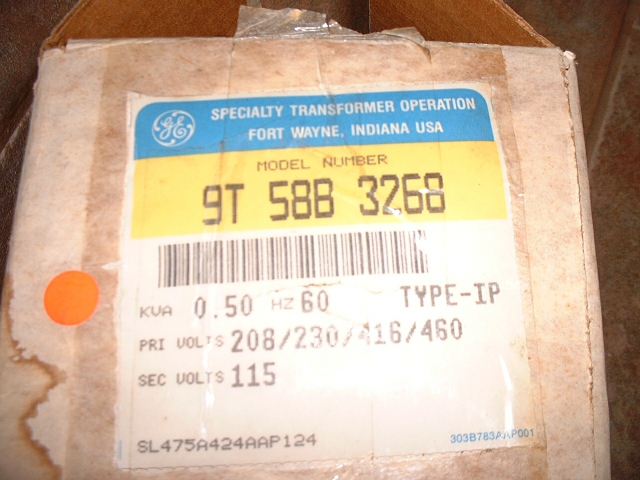 GE
SPECIALTY TRANSFORMER OPERATION
FORT WAYNE, INDIANA USA
MODEL NUMBER
9T 58B 3268
KVA 0.50 HZ 60 TYPE-IP
PRI VOLTS 208/230/416/460
SEC VOLTS 115
SL475A424AAP124
303B783AAP001